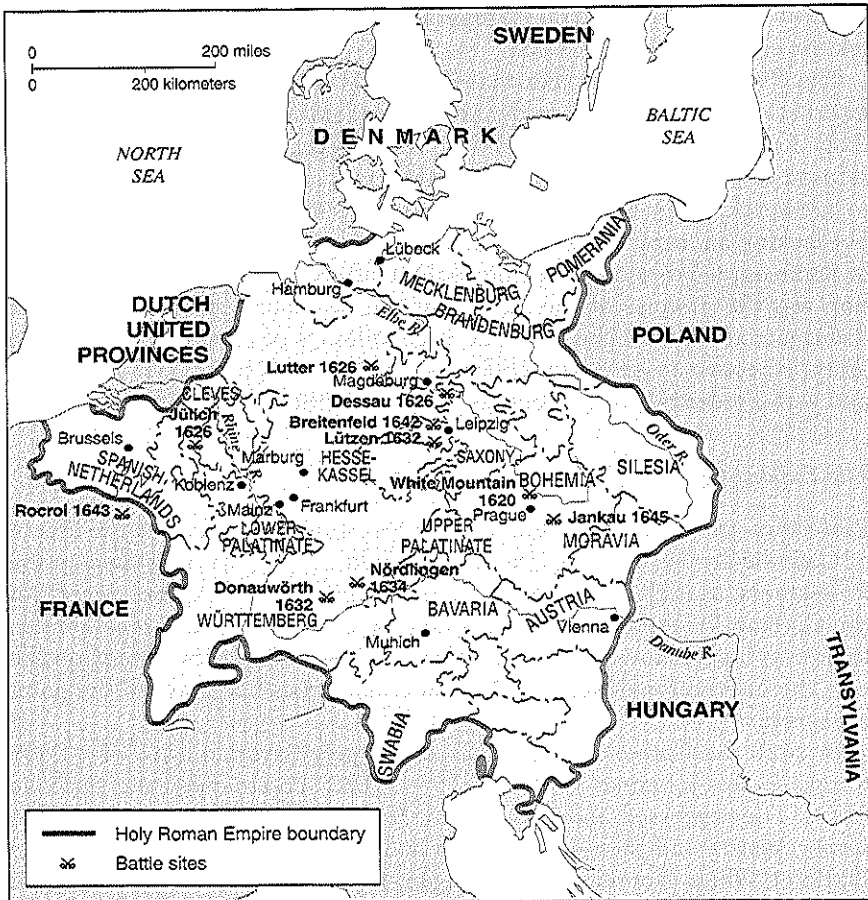 SWEDEN
0 200 miles
0 200 kilometers
DENMARK
BALTIC
SEA
NORTH
SEA
POMERANIA
Lübeck
MECKLENBURG
Hamburg
BRANDENBURG
Elbe R.
DUTCH
UNITED
PROVINCES
POLAND
Lutter 1626
Magdeburg
CLEVES
Dessau 1626
Jülich
1626
Breitenfeld 1642
Leipzig
Lützen 1632
Brussels
Rhine R.
Marburg
HESSE-
KASSEL
SAXONY
Oder R.
SILESIA
SPANISH
NETHERLANDS
Koblenz
White Mountain
1620
BOHEMIA
Mainz
Frankfurt
Prague
Jankau 1645
Rocroi 1643
LOWER
PALATINATE
UPPER
PALATINATE
MORAVIA
Nördlingen
1634
Donauwörth
1632
FRANCE
WÜRTTEMBERG
BAVARIA
AUSTRIA
Vienna
Munich
Danube R.
TRANSYLVANIA
HUNGARY
SWABIA
Holy Roman Empire boundary
Battle sites